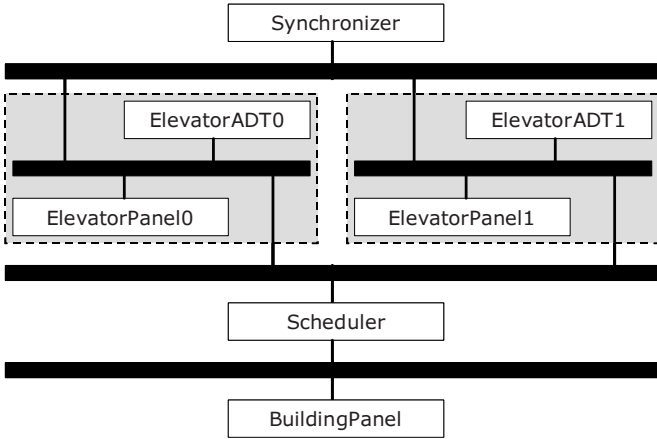 Synchronizer
ElevatorADT0
ElevatorADT1
ElevatorPanel0
ElevatorPanel1
Scheduler
BuildingPanel